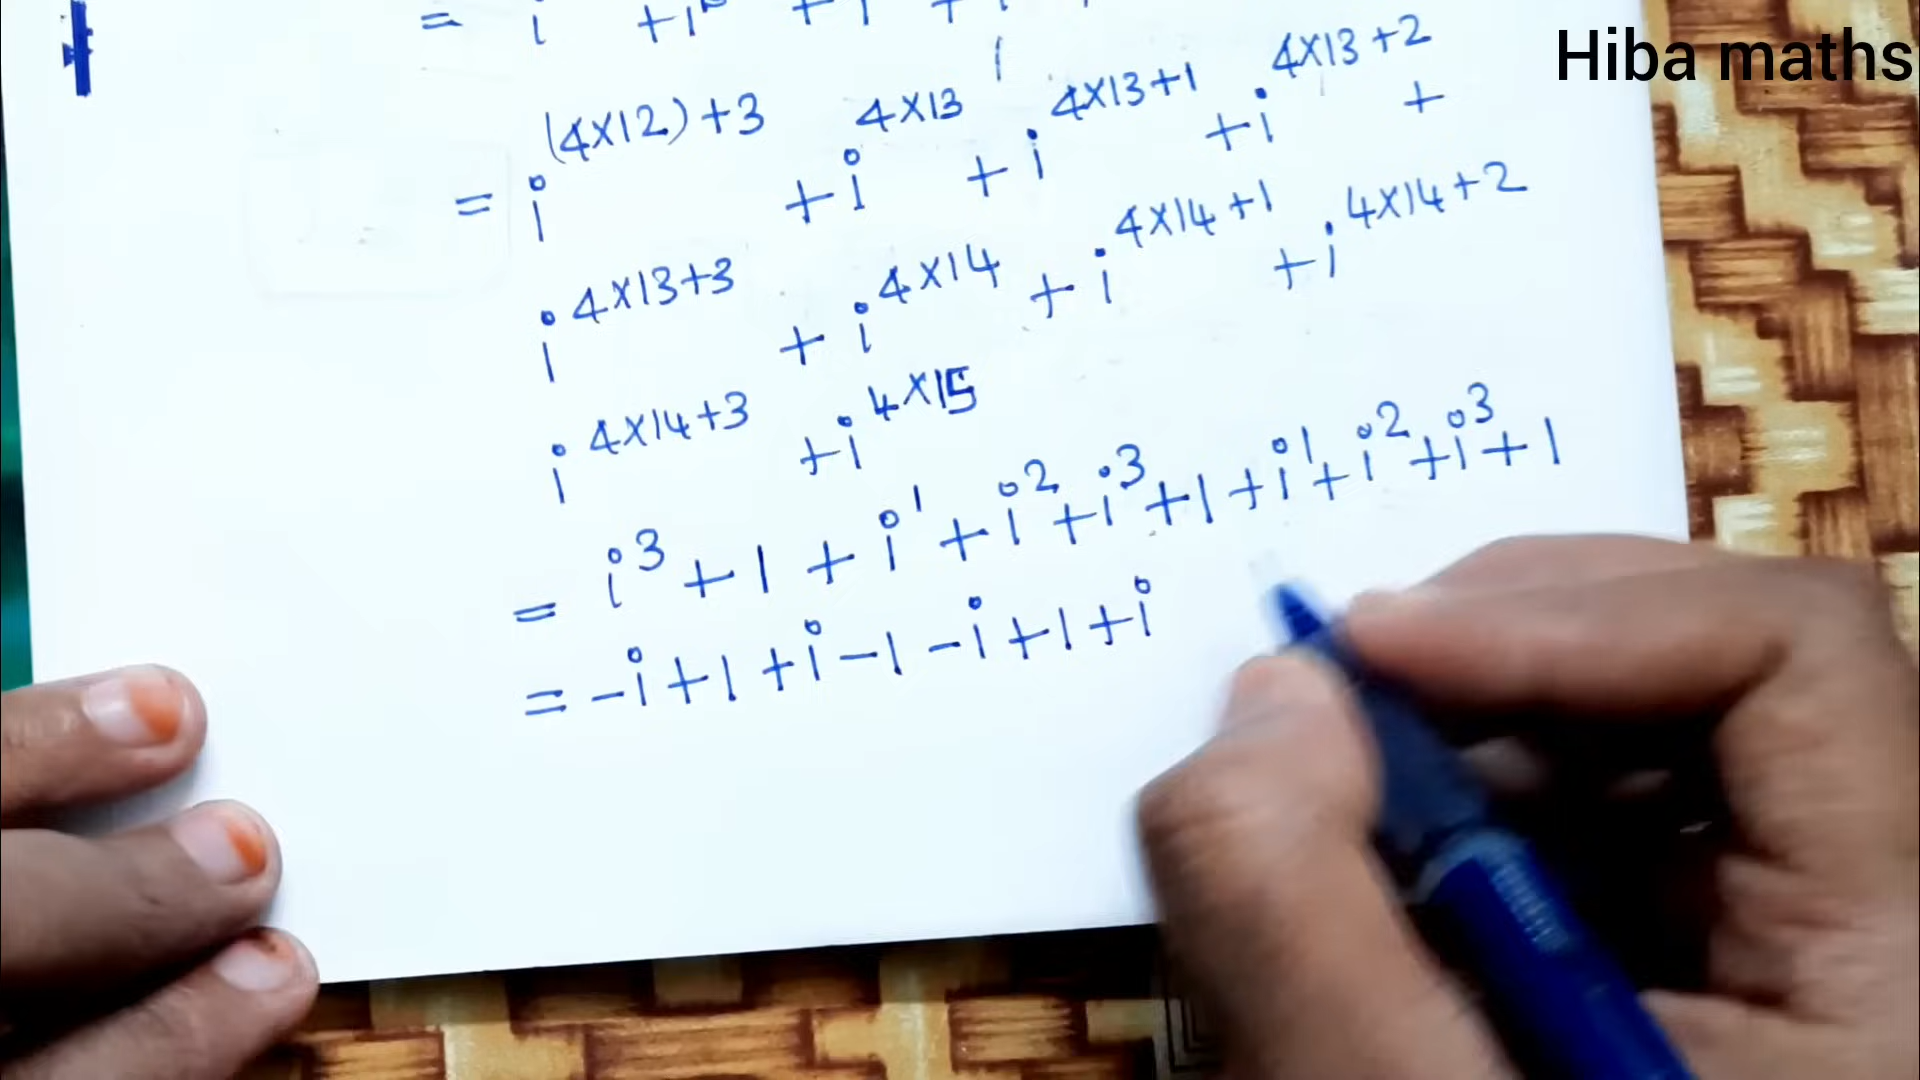 Hiba maths
= i + i + 1 + i
= i^(4×12)+3 + i^4×13 + i^4×13+1 + i^4×13+2 +
i^4×13+3 + i^4×14 + i^4×14+1 + i^4×14+2
i^4×14+3 + i^4×15
= i^3 + 1 + i^1 + i^2 + i^3 + 1 + i^1 + i^2 + i^3 + 1
= -i + 1 + i - 1 - i + 1 + i